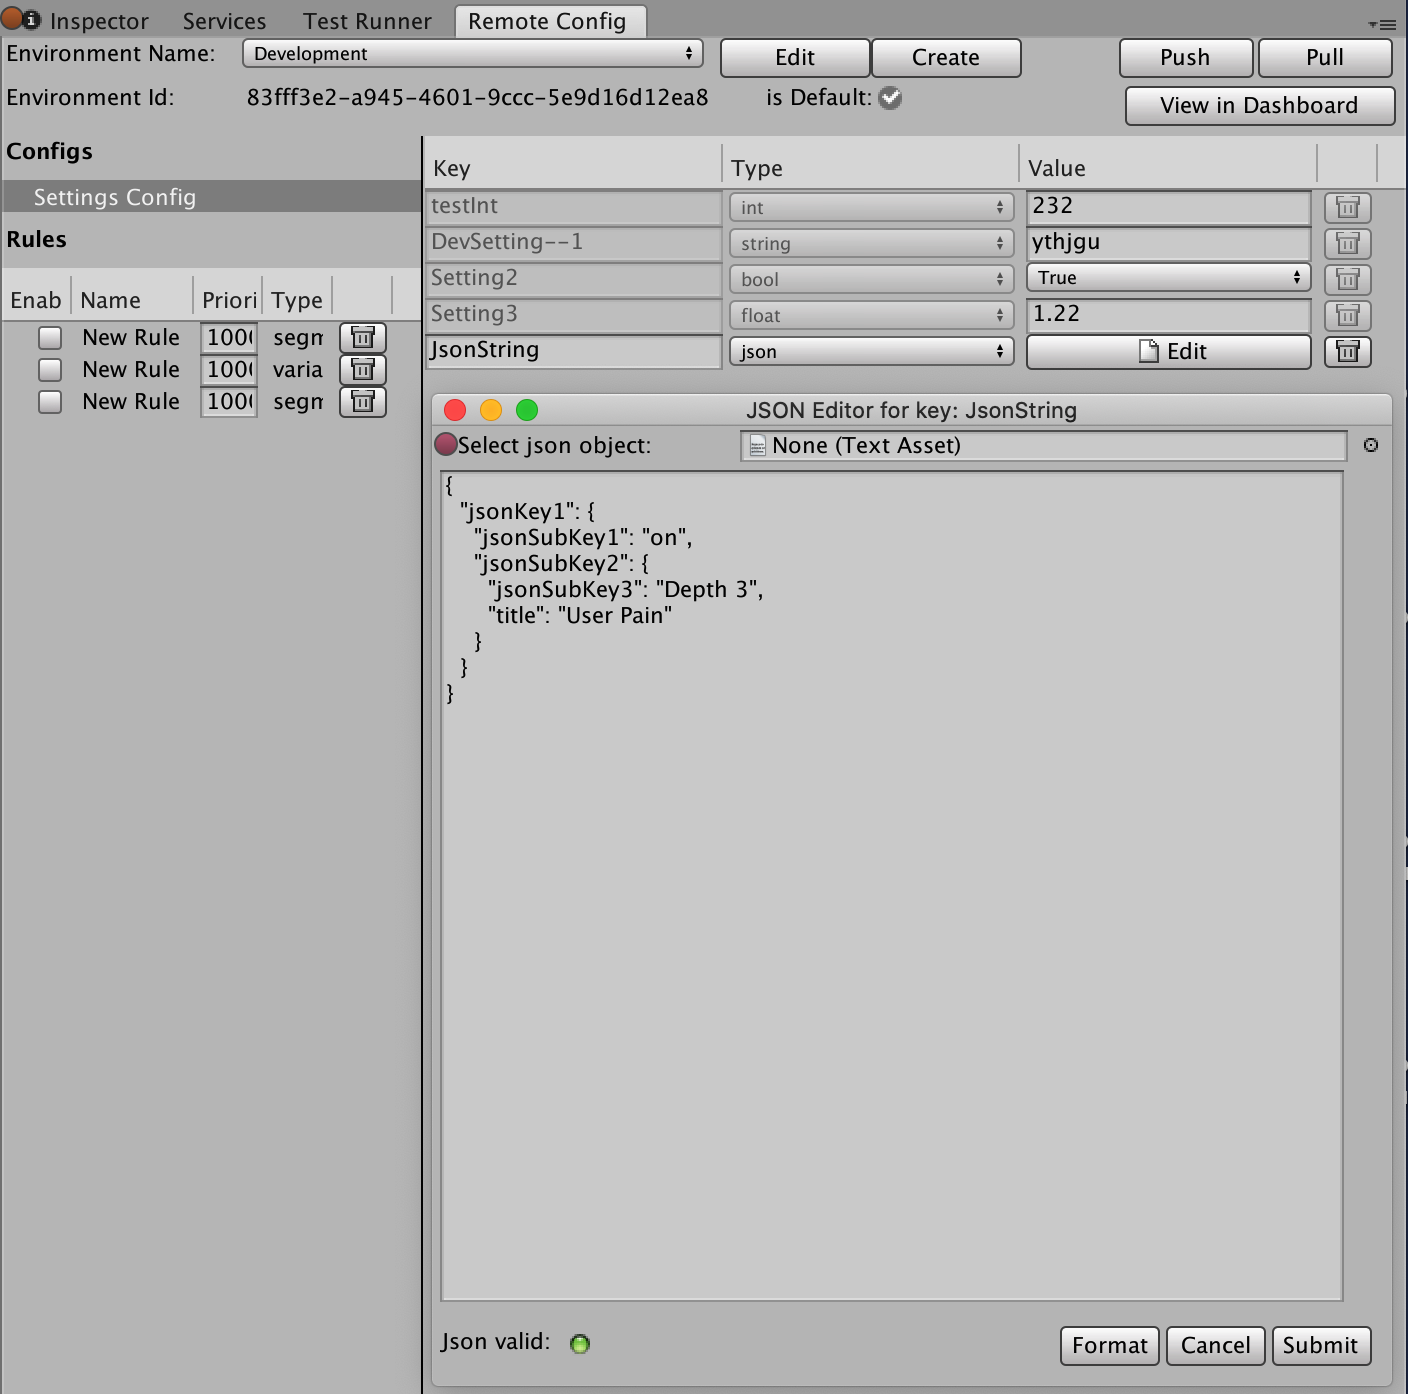 Inspector Services Test Runner Remote Config
Environment Name: Development Edit Create Push Pull
Environment Id: 83fff3e2-a945-4601-9ccc-5e9d16d12ea8 is Default: View in Dashboard
Configs
Settings Config
Rules
Enab Name Priori Type
New Rule 100 segm
New Rule 100 varia
New Rule 100 segm
Key Type Value
testInt int 232
DevSetting--1 string ythjgu
Setting2 bool True
Setting3 float 1.22
JsonString json Edit
JSON Editor for key: JsonString
Select json object: None (Text Asset)
{
"jsonKey1": {
"jsonSubKey1": "on",
"jsonSubKey2": {
"jsonSubKey3": "Depth 3",
"title": "User Pain"
}
}
}
Json valid: Format Cancel Submit